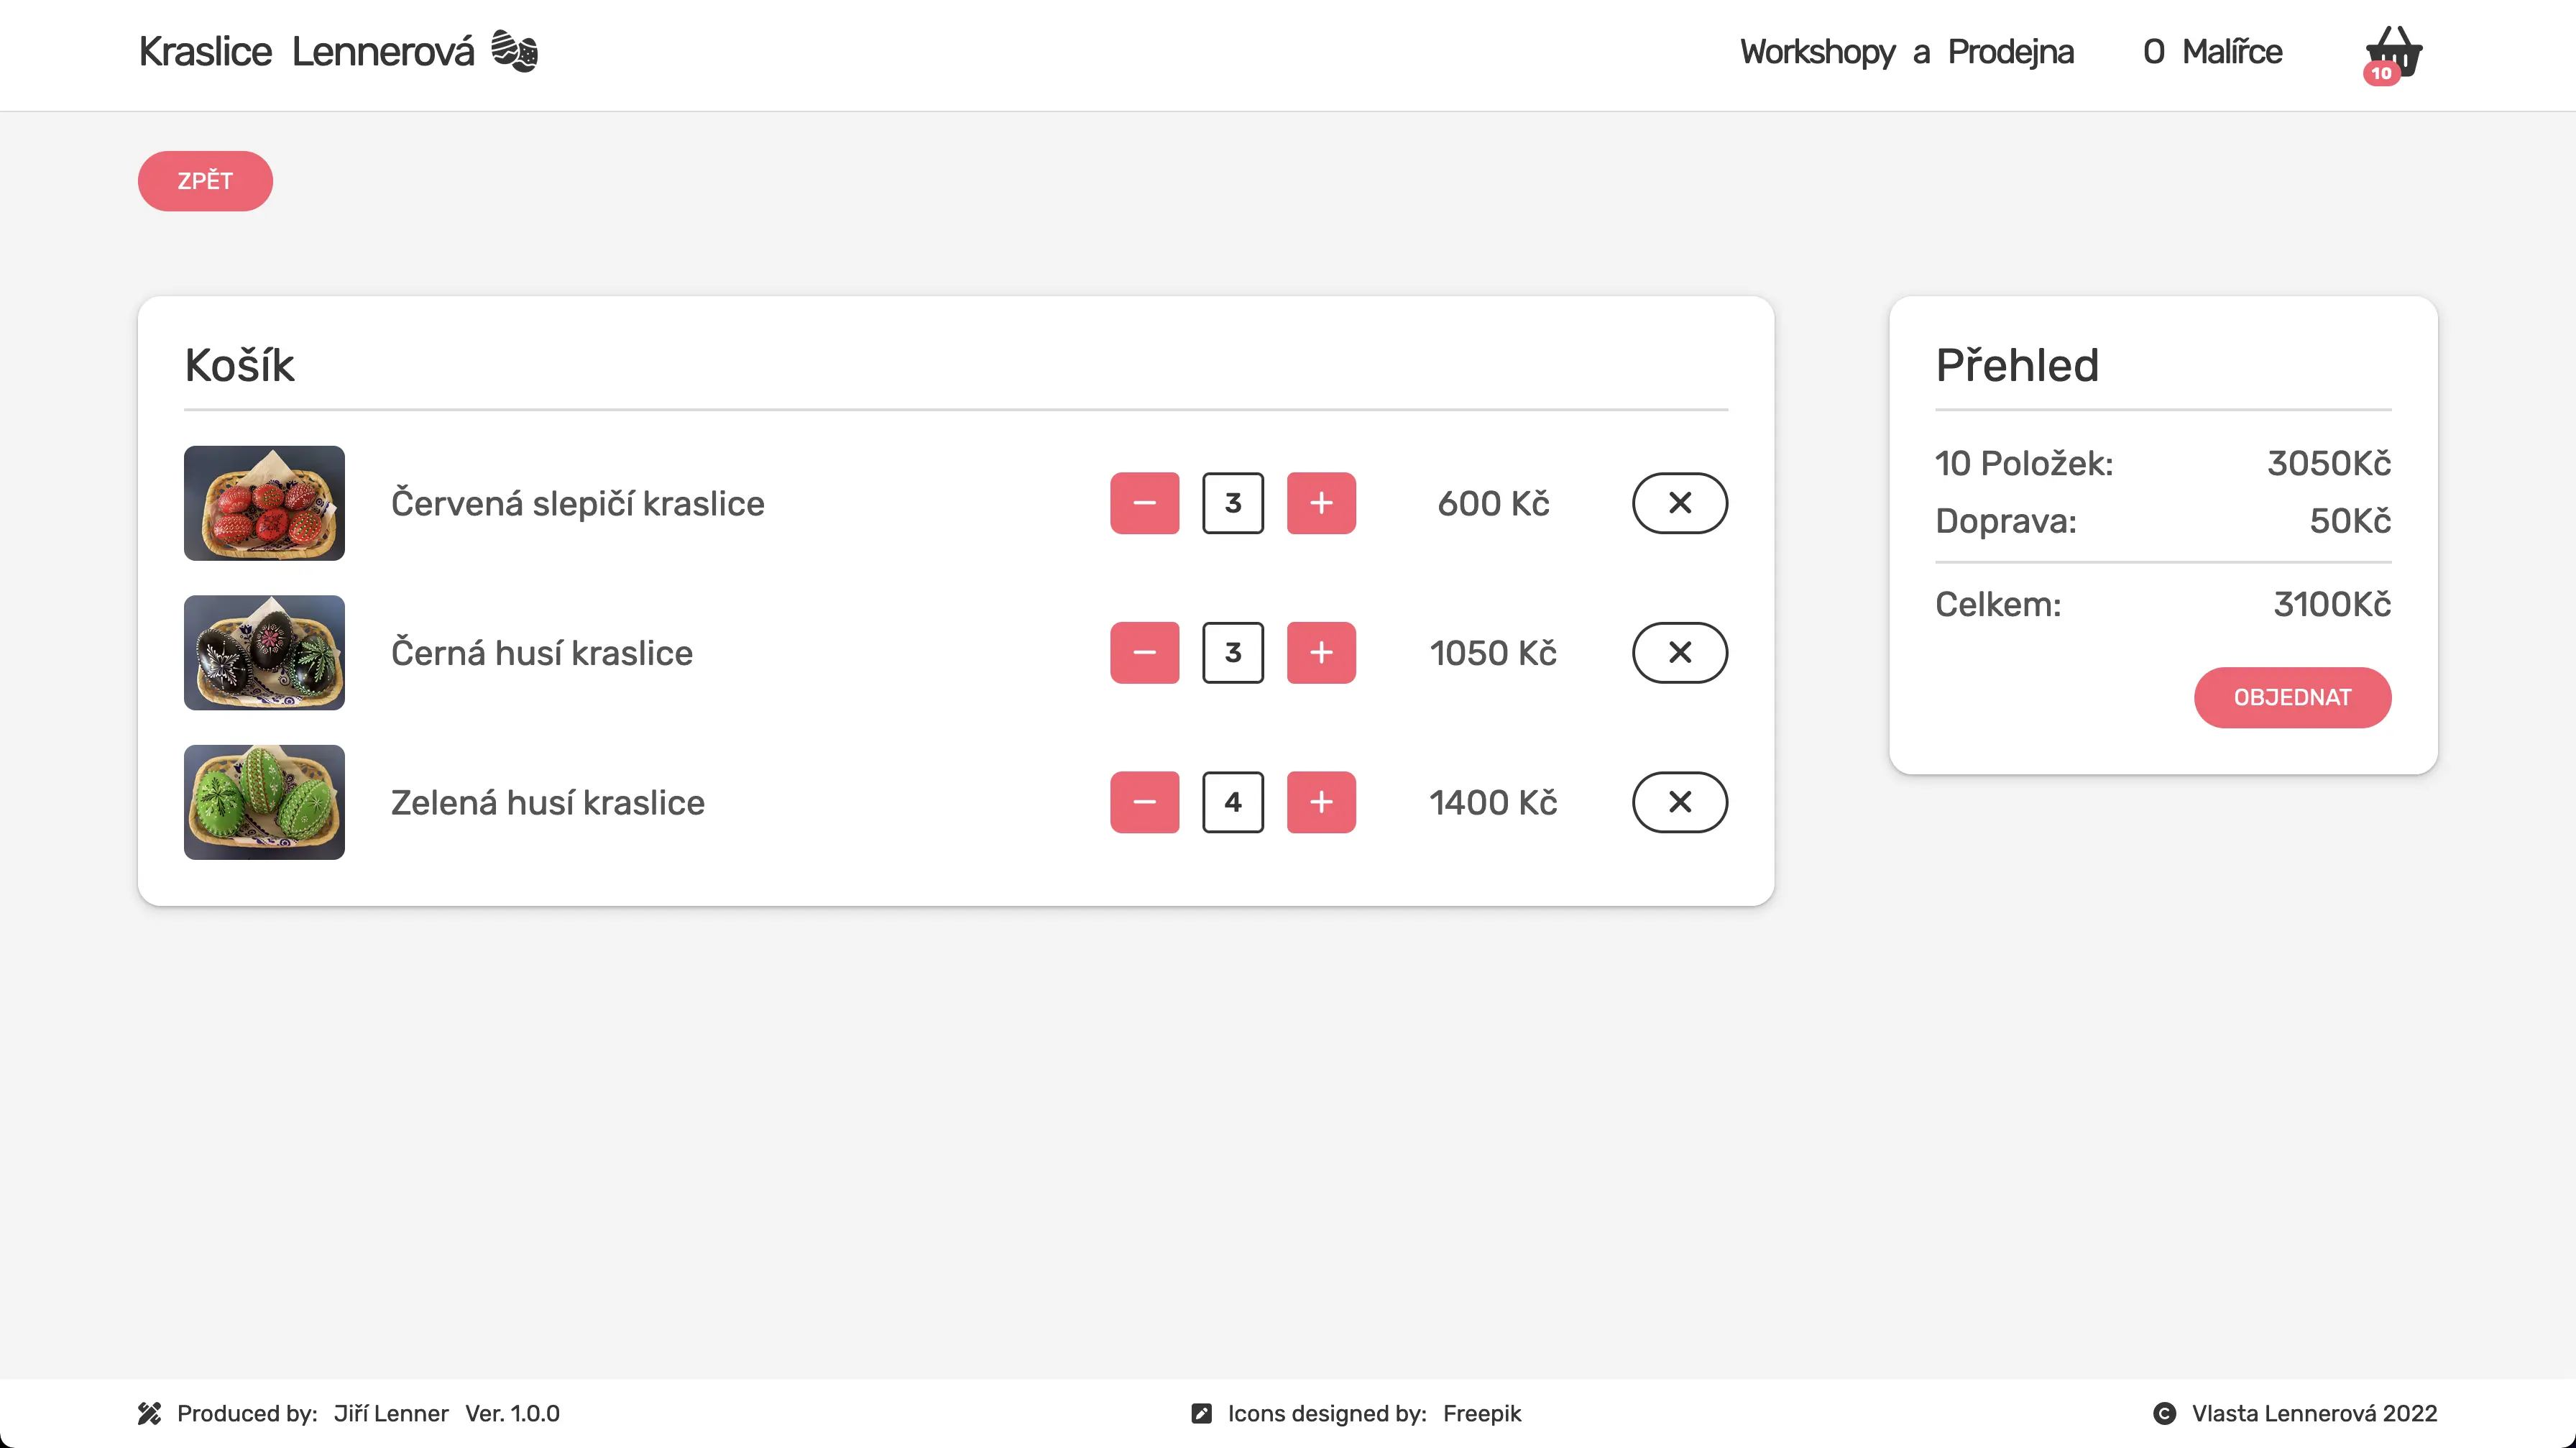 Kraslice Lennerová
Workshopy a Prodejna
O Malířce
10
ZPĚT
Košík
Červená slepičí kraslice
3
600 Kč
Černá husí kraslice
3
1050 Kč
Zelená husí kraslice
4
1400 Kč
Přehled
10 Položek: 3050Kč
Doprava: 50Kč
Celkem: 3100Kč
OBJEDNAT
Produced by: Jiří Lenner Ver. 1.0.0
Icons designed by: Freepik
Vlasta Lennerová 2022